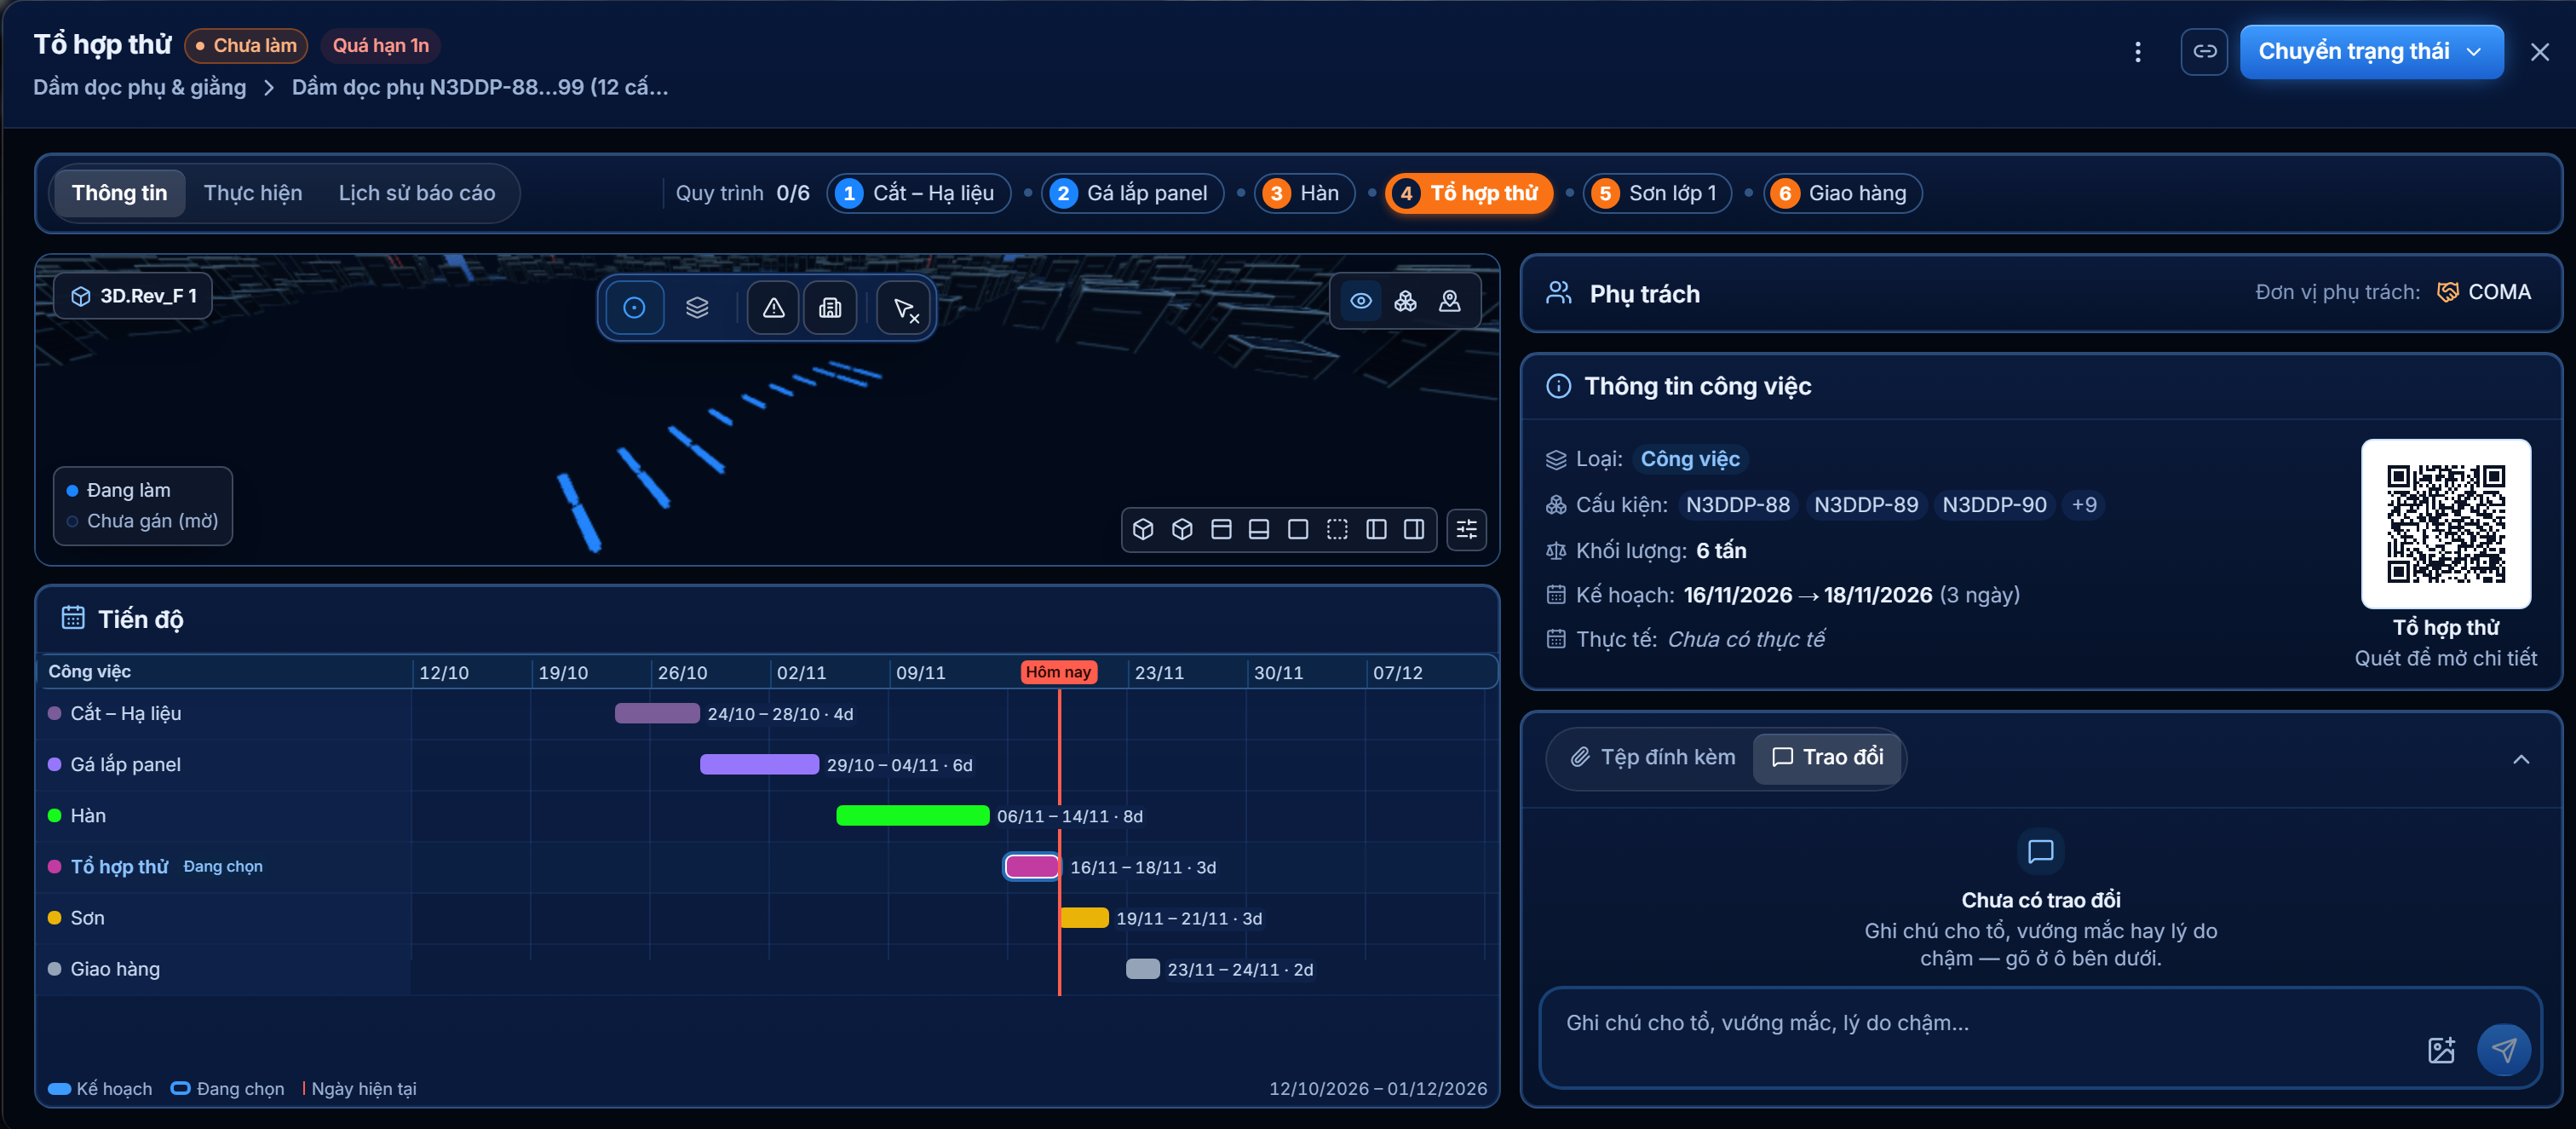 Tổ hợp thử
Chưa làm
Quá hạn 1n
Chuyển trạng thái
Dầm dọc phụ & giằng
Dầm dọc phụ N3DDP-88...99 (12 cấ...
Thông tin
Thực hiện
Lịch sử báo cáo
Quy trình 0/6
1 Cắt – Hạ liệu
2 Gá lắp panel
3 Hàn
4 Tổ hợp thử
5 Sơn lớp 1
6 Giao hàng
3D.Rev_F 1
Đang làm
Chưa gán (mờ)
Tiến độ
Công việc
12/10
19/10
26/10
02/11
09/11
Hôm nay
23/11
30/11
07/12
Cắt – Hạ liệu
24/10 – 28/10 · 4d
Gá lắp panel
29/10 – 04/11 · 6d
Hàn
06/11 – 14/11 · 8d
Tổ hợp thử Đang chọn
16/11 – 18/11 · 3d
Sơn
19/11 – 21/11 · 3d
Giao hàng
23/11 – 24/11 · 2d
Kế hoạch
Đang chọn
Ngày hiện tại
12/10/2026 – 01/12/2026
Phụ trách
Đơn vị phụ trách: COMA
Thông tin công việc
Loại: Công việc
Cấu kiện: N3DDP-88 N3DDP-89 N3DDP-90 +9
Khối lượng: 6 tấn
Kế hoạch: 16/11/2026 → 18/11/2026 (3 ngày)
Thực tế: Chưa có thực tế
Tổ hợp thử
Quét để mở chi tiết
Tệp đính kèm
Trao đổi
Chưa có trao đổi
Ghi chú cho tổ, vướng mắc hay lý do
chậm — gõ ở ô bên dưới.
Ghi chú cho tổ, vướng mắc, lý do chậm...